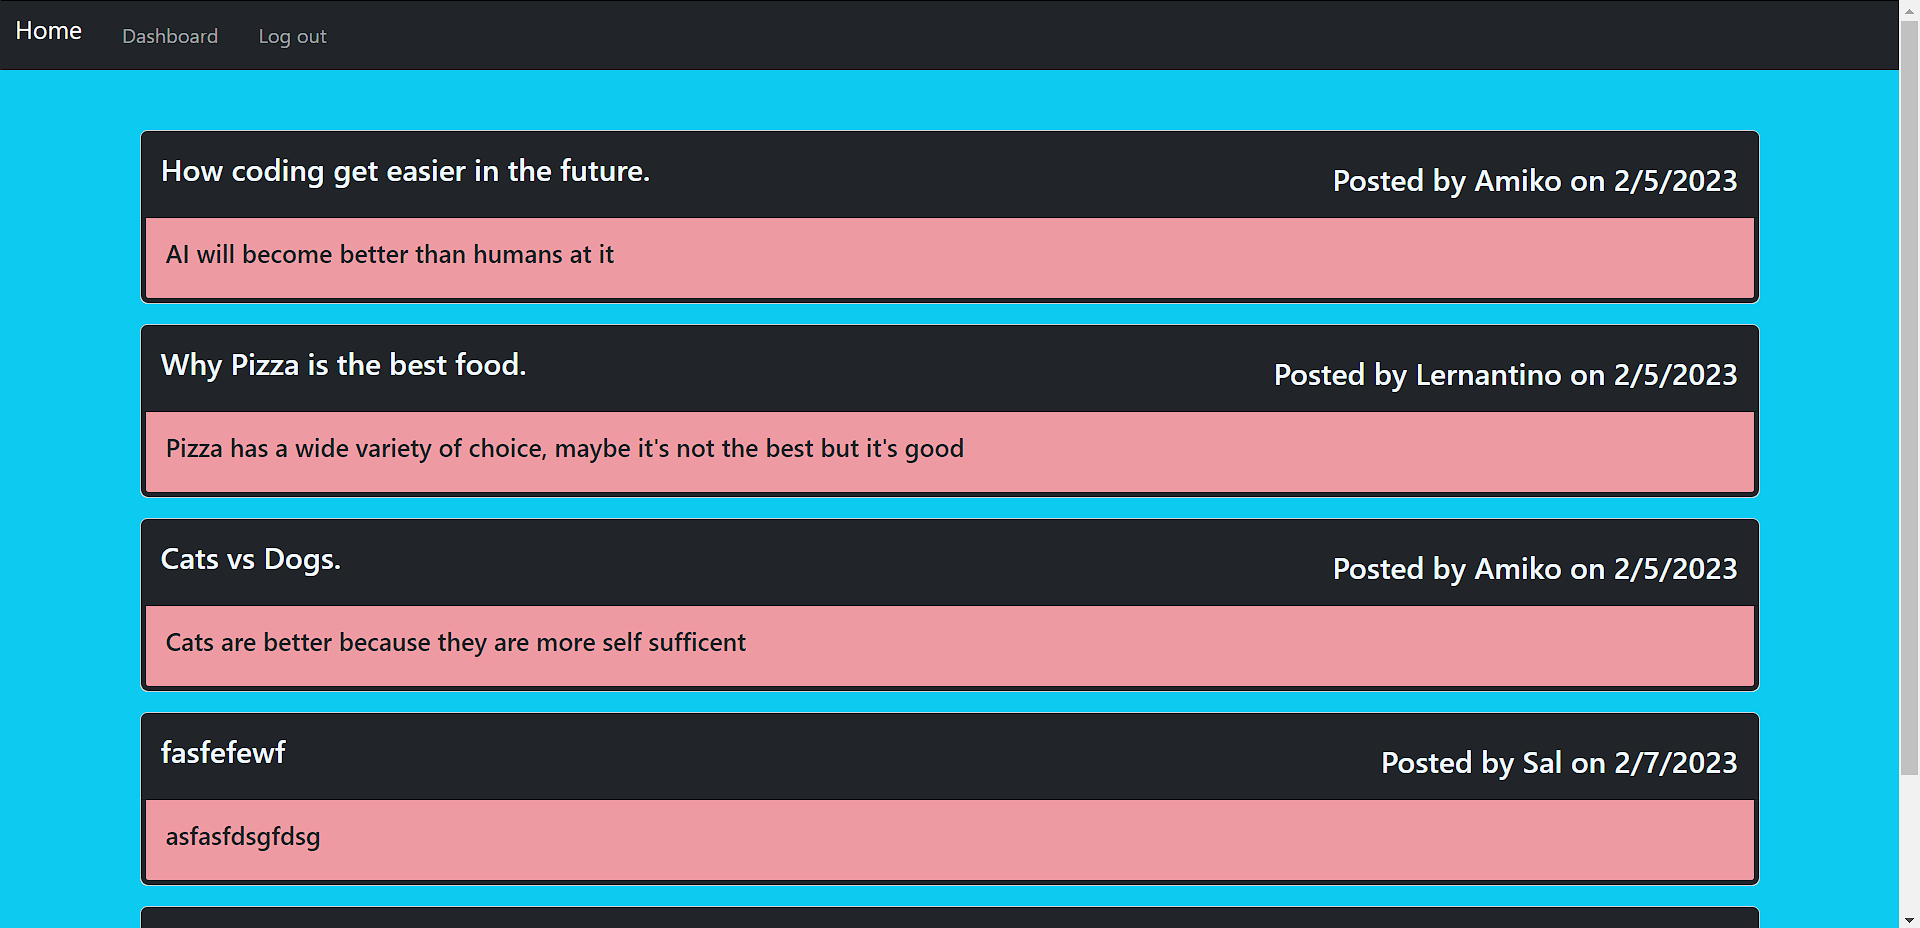 Home Dashboard Log out
How coding get easier in the future.
Posted by Amiko on 2/5/2023
AI will become better than humans at it
Why Pizza is the best food.
Posted by Lernantino on 2/5/2023
Pizza has a wide variety of choice, maybe it's not the best but it's good
Cats vs Dogs.
Posted by Amiko on 2/5/2023
Cats are better because they are more self sufficent
fasfefewf
Posted by Sal on 2/7/2023
asfasfdsgfdsg